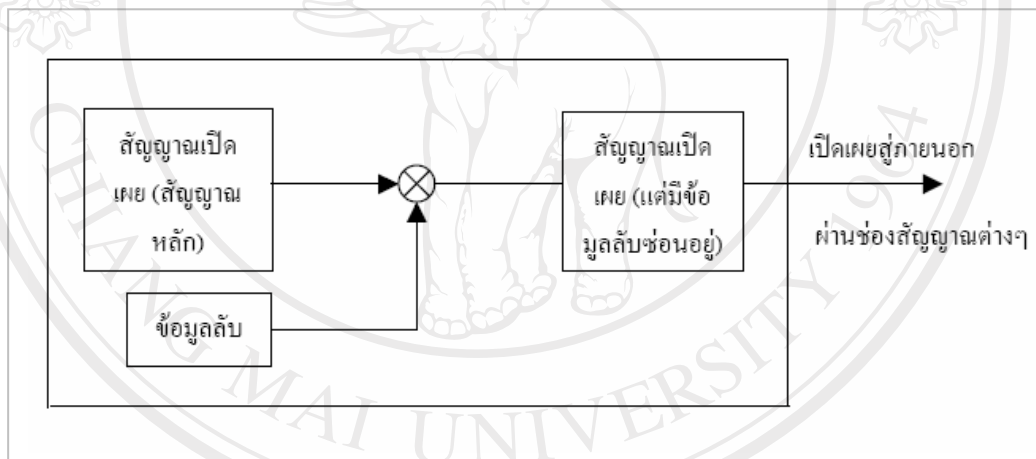 สัญญาณเปิด
เผย (สัญญาณ
หลัก)
ข้อมูลลับ
สัญญาณเปิด
เผย (แต่มีข้อ
มูลลับซ่อนอยู่)
เปิดเผยสู่ภายนอก
ผ่านช่องสัญญาณต่างๆ
CHIANG MAI UNIVERSITY 1964